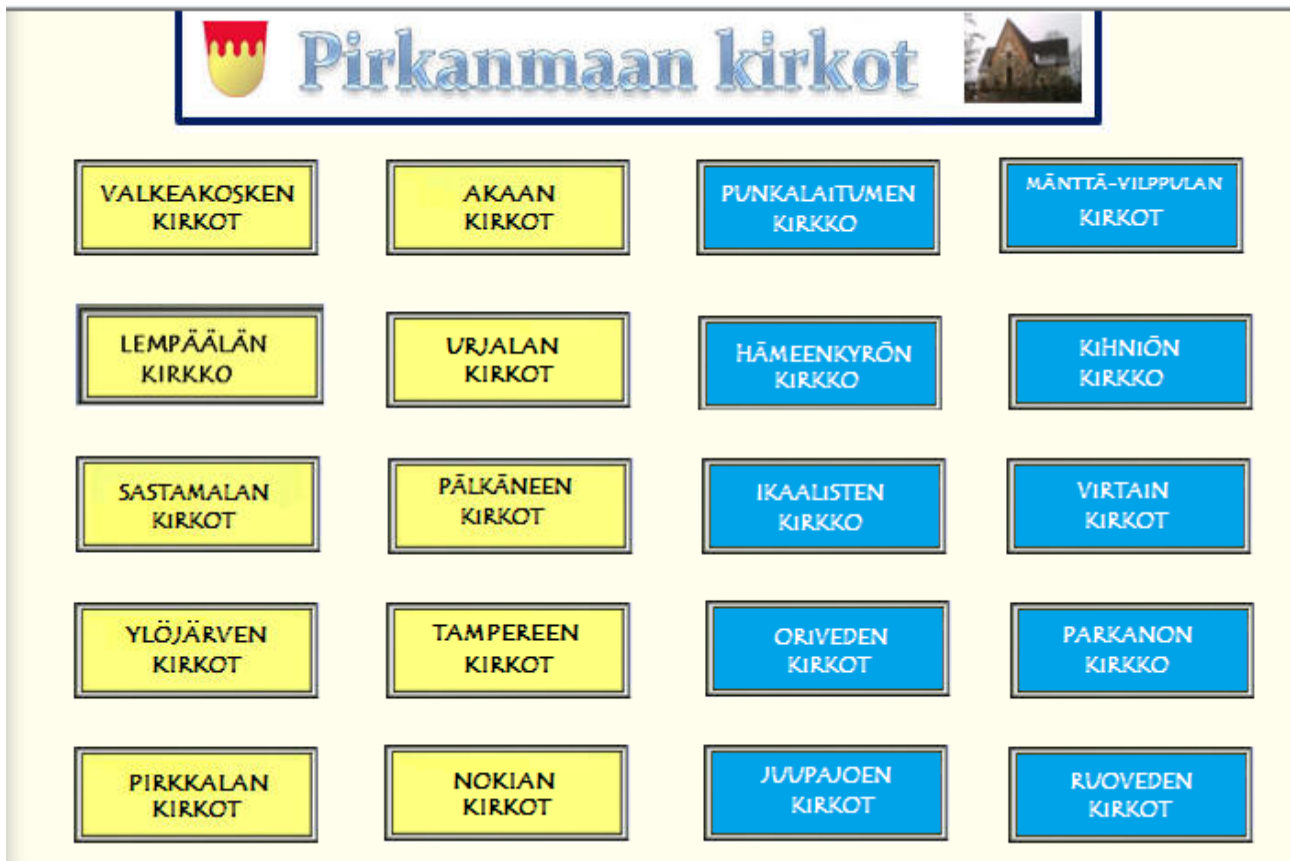 Pirkanmaan kirkot
VALKEAKOSKEN
KIRKOT
AKAAN
KIRKOT
PUNKALAITUMEN
KIRKKO
MÄNTTÄ-VILPPULAN
KIRKOT
LEMPÄÄLÄN
KIRKKO
URJALAN
KIRKOT
HÄMEENKYRÖN
KIRKKO
KIHNIÖN
KIRKKO
SASTAMALAN
KIRKOT
PÄLKÄNEEN
KIRKOT
IKAALISTEN
KIRKKO
VIRTAIN
KIRKOT
YLÖJÄRVEN
KIRKOT
TAMPEREEN
KIRKOT
ORIVEDEN
KIRKOT
PARKANON
KIRKKO
PIRKKALAN
KIRKOT
NOKIAN
KIRKOT
JUUPAJOEN
KIRKOT
RUOVEDEN
KIRKOT